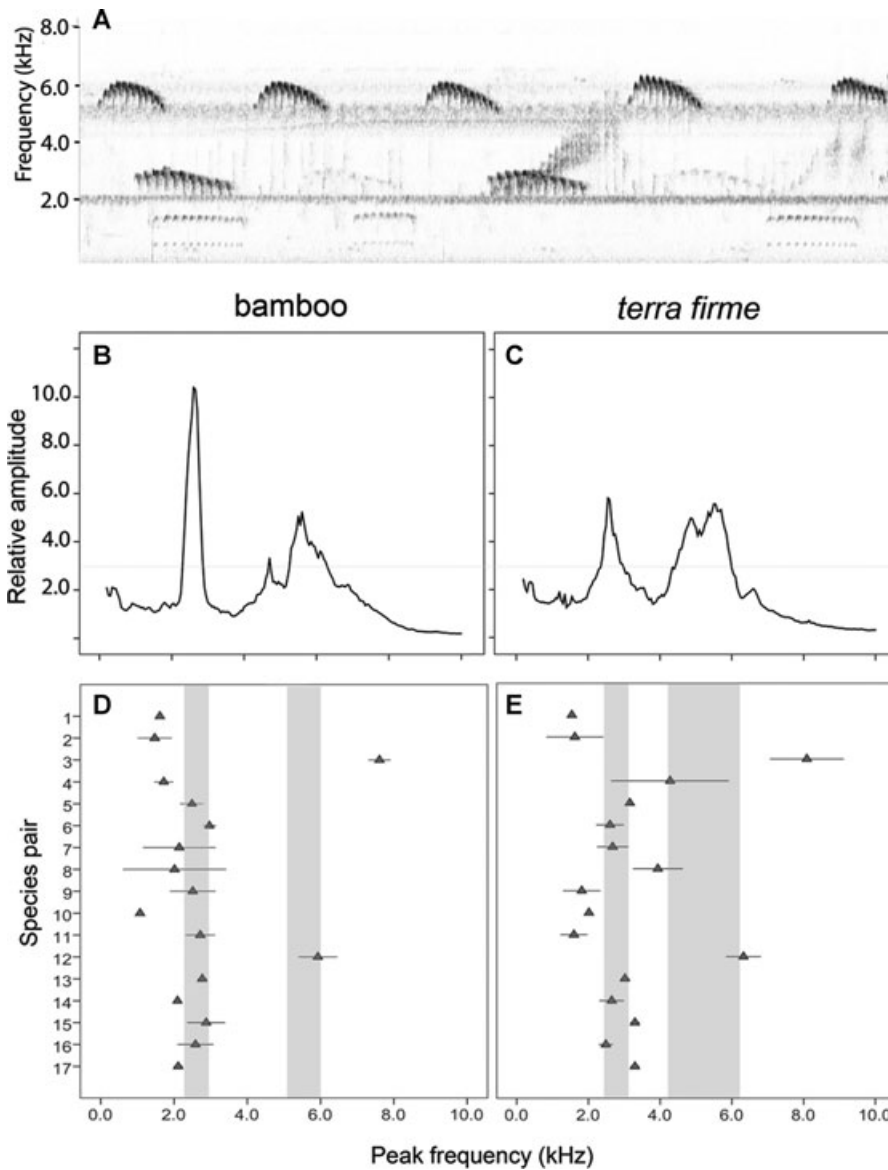 A
Frequency (kHz)
8.0
6.0
4.0
2.0
bamboo
terra firme
B
C
Relative amplitude
10.0
8.0
6.0
4.0
2.0
D
E
Species pair
1
2
3
4
5
6
7
8
9
10
11
12
13
14
15
16
17
0.0 2.0 4.0 6.0 8.0 10.0
0.0 2.0 4.0 6.0 8.0 10.0
Peak frequency (kHz)